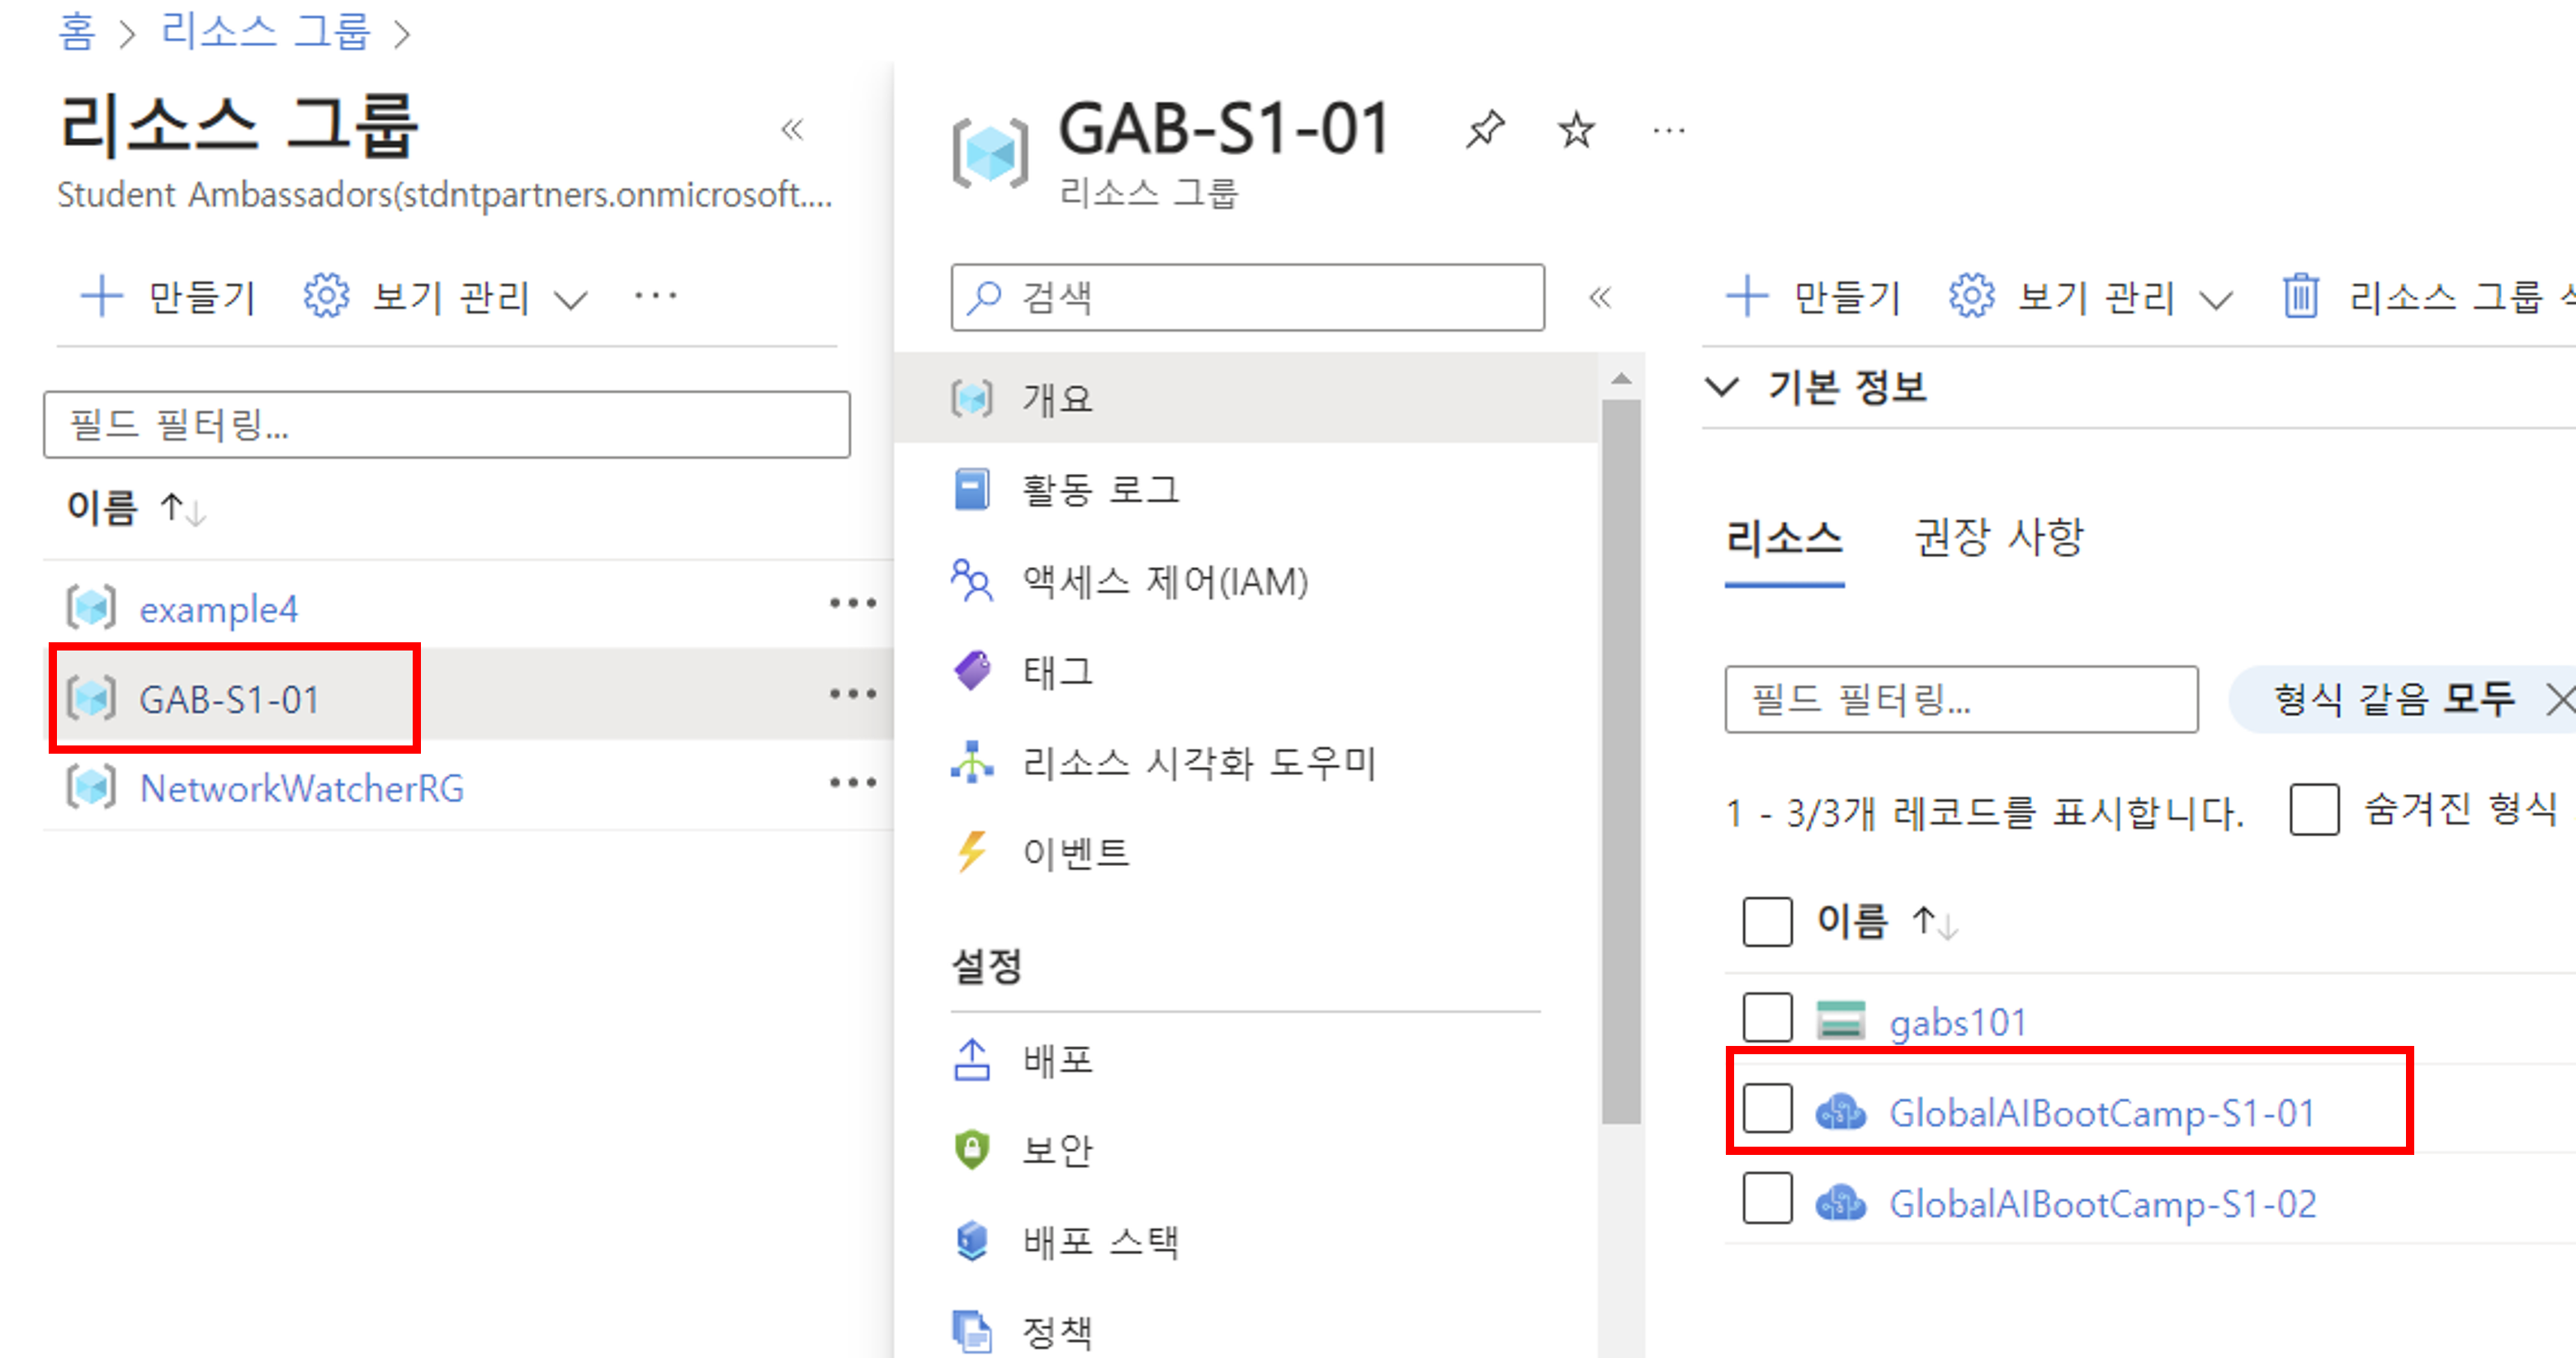 홈 > 리소스 그룹 >
리소스 그룹
Student Ambassadors(stdntpartners.onmicrosoft....
만들기 보기 관리 ...
필드 필터링...
이름
example4
GAB-S1-01
NetworkWatcherRG
GAB-S1-01 ...
리소스 그룹
검색
개요
활동 로그
액세스 제어(IAM)
태그
리소스 시각화 도우미
이벤트
설정
배포
보안
배포 스택
정책
만들기 보기 관리 리소스 그룹
기본 정보
리소스 권장 사항
필드 필터링... 형식 같음 모두
1 - 3/3개 레코드를 표시합니다. 숨겨진 형식
이름
gabs101
GlobalAIBootCamp-S1-01
GlobalAIBootCamp-S1-02